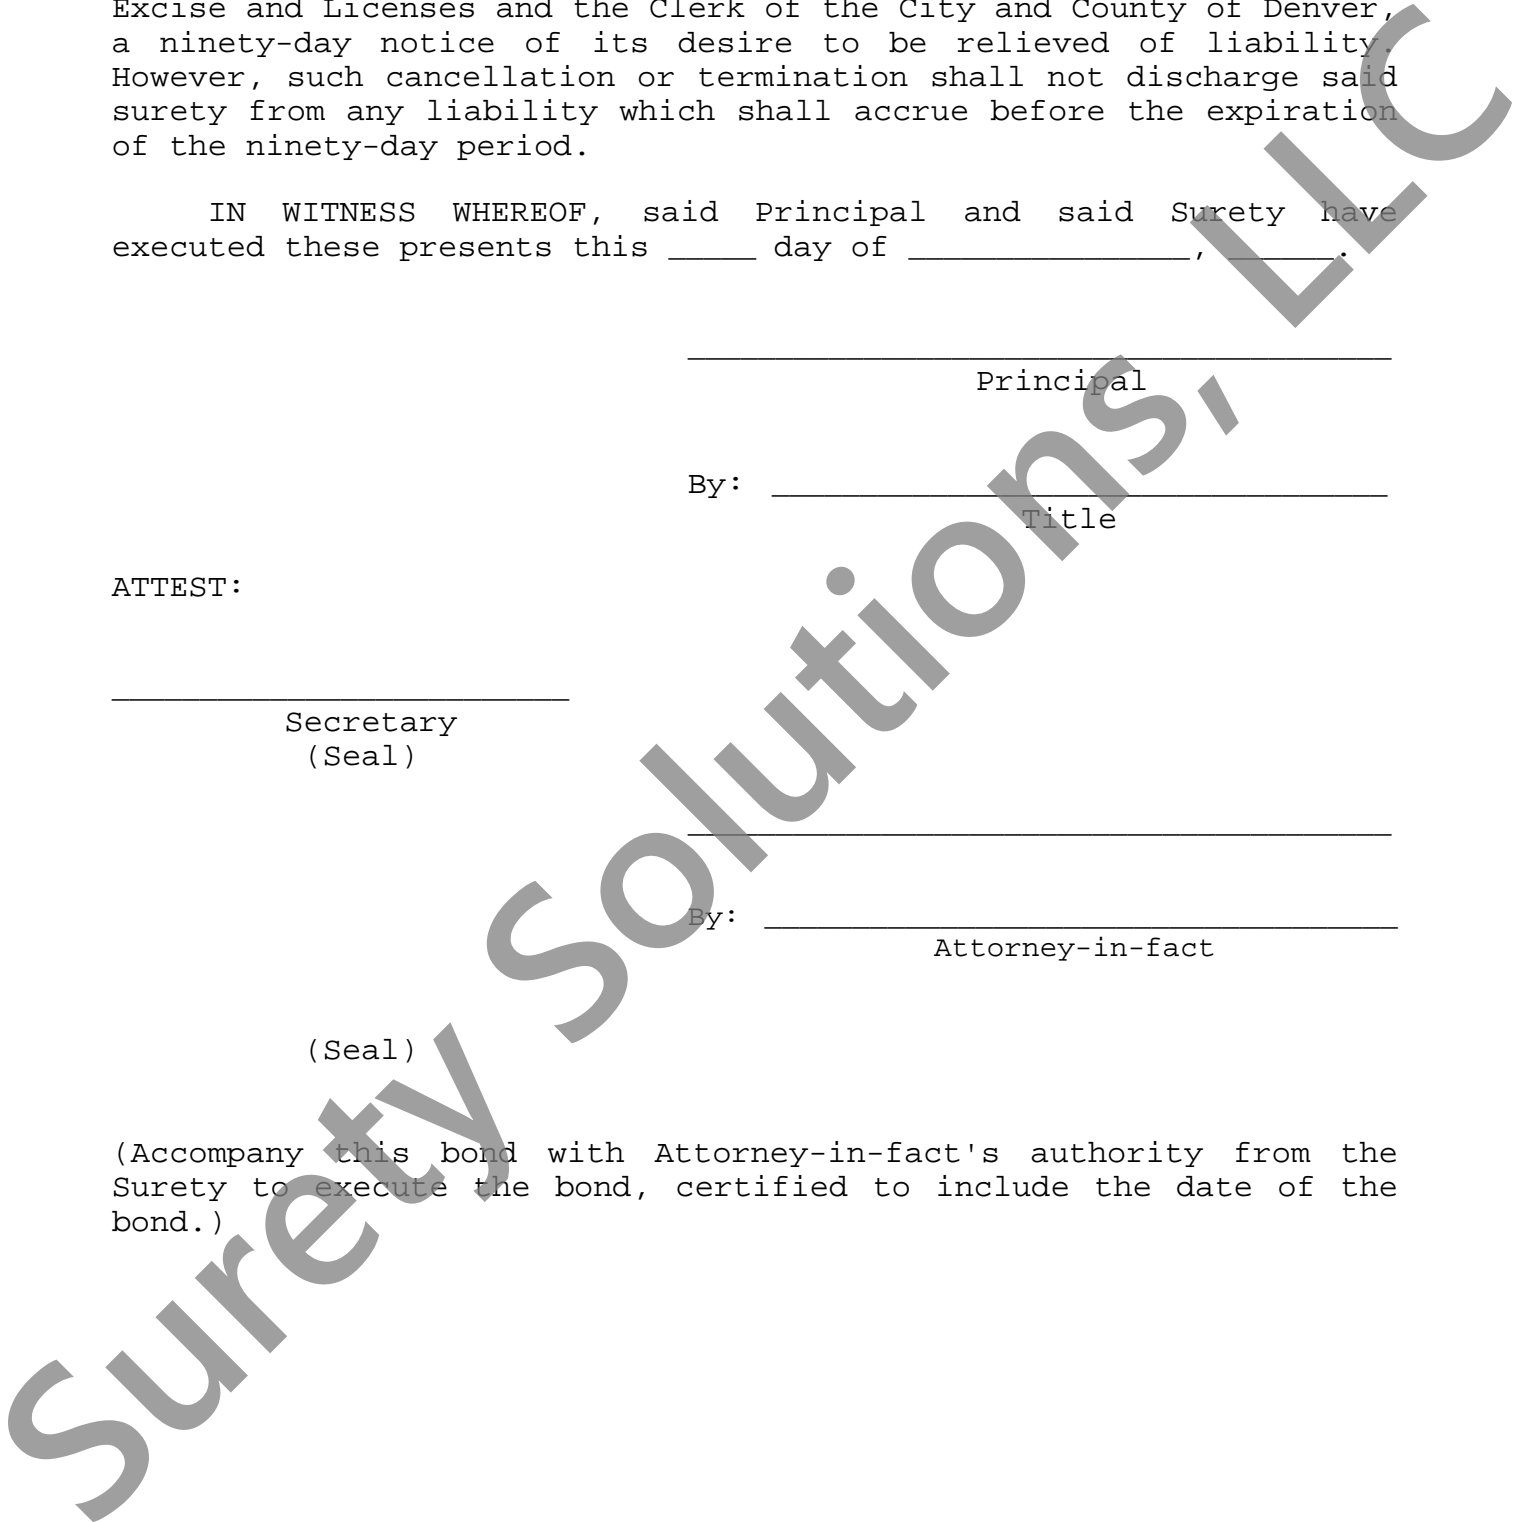 Excise and Licenses and the Clerk of the City and County of Denver,
a ninety-day notice of its desire to be relieved of liability.
However, such cancellation or termination shall not discharge said
surety from any liability which shall accrue before the expiration
of the ninety-day period.
IN WITNESS WHEREOF, said Principal and said Surety have
executed these presents this _____ day of ________________, ______.
Principal
By: ___________________________________
Title
ATTEST:
Secretary
(Seal)
By: ____________________________________
Attorney-in-fact
(Seal)
(Accompany this bond with Attorney-in-fact's authority from the
Surety to execute the bond, certified to include the date of the
bond.)
Surety Solutions, LLC